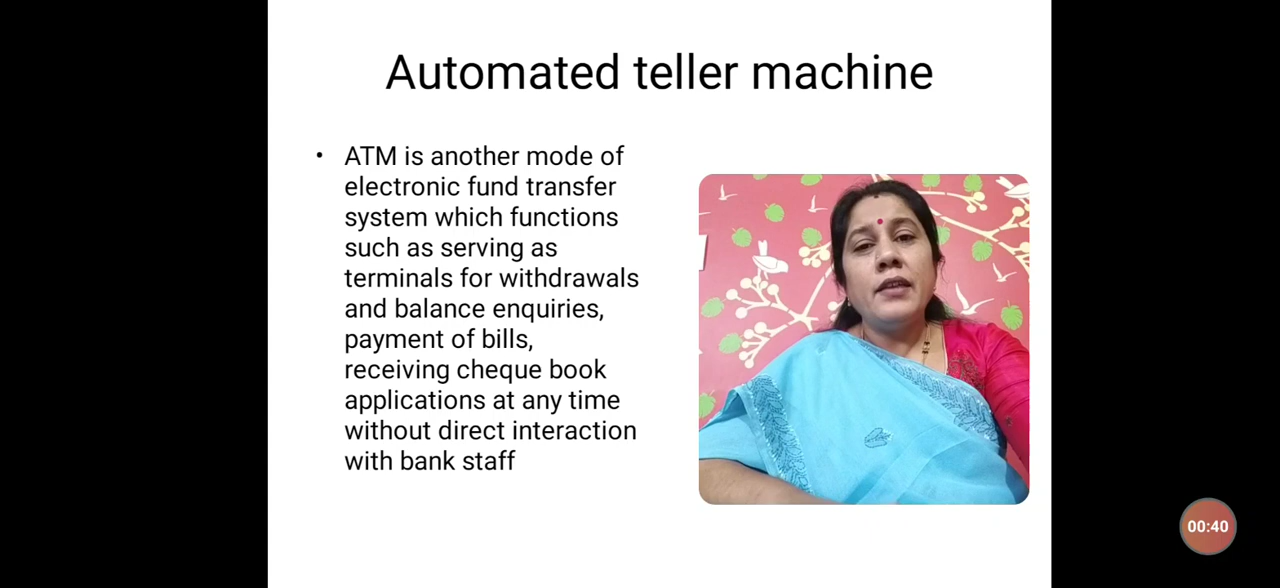 Automated teller machine
• ATM is another mode of
electronic fund transfer
system which functions
such as serving as
terminals for withdrawals
and balance enquiries,
payment of bills,
receiving cheque book
applications at any time
without direct interaction
with bank staff
00:40